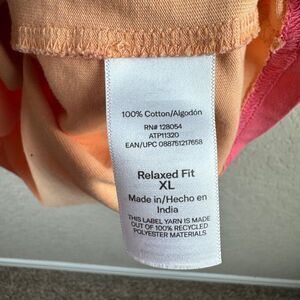 100% Cotton/Algodón
RN# 128054
ATP11320
EAN/UPC 088751217658
Relaxed Fit
XL
Made in/Hecho en
India
THIS LABEL YARN IS MADE
OUT OF 100% RECYCLED
POLYESTER MATERIALS